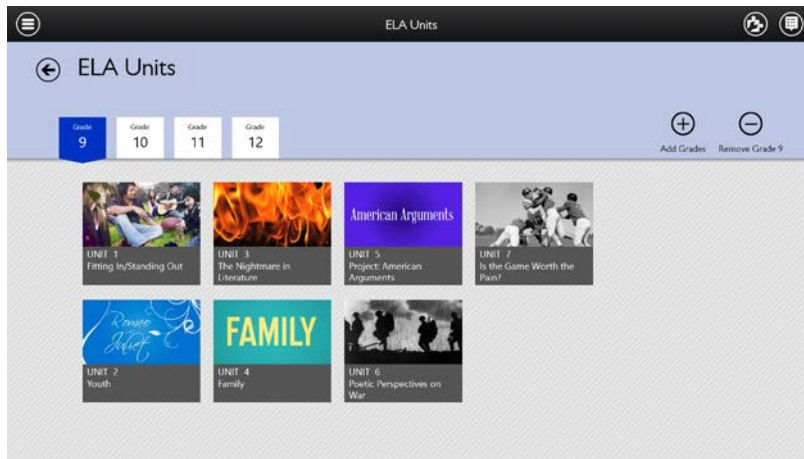 ELA Units
ELA Units
Grade
9
Grade
10
Grade
11
Grade
12
Add Grades
Remove Grade 9
UNIT 1
Fitting In/Standing Out
Romeo
Juliet
UNIT 2
Youth
UNIT 3
The Nightmare in
Literature
FAMILY
UNIT 4
Family
American Arguments
UNIT 5
Project: American
Arguments
UNIT 6
Poetic Perspectives on
War
UNIT 7
Is the Game Worth the
Pain?